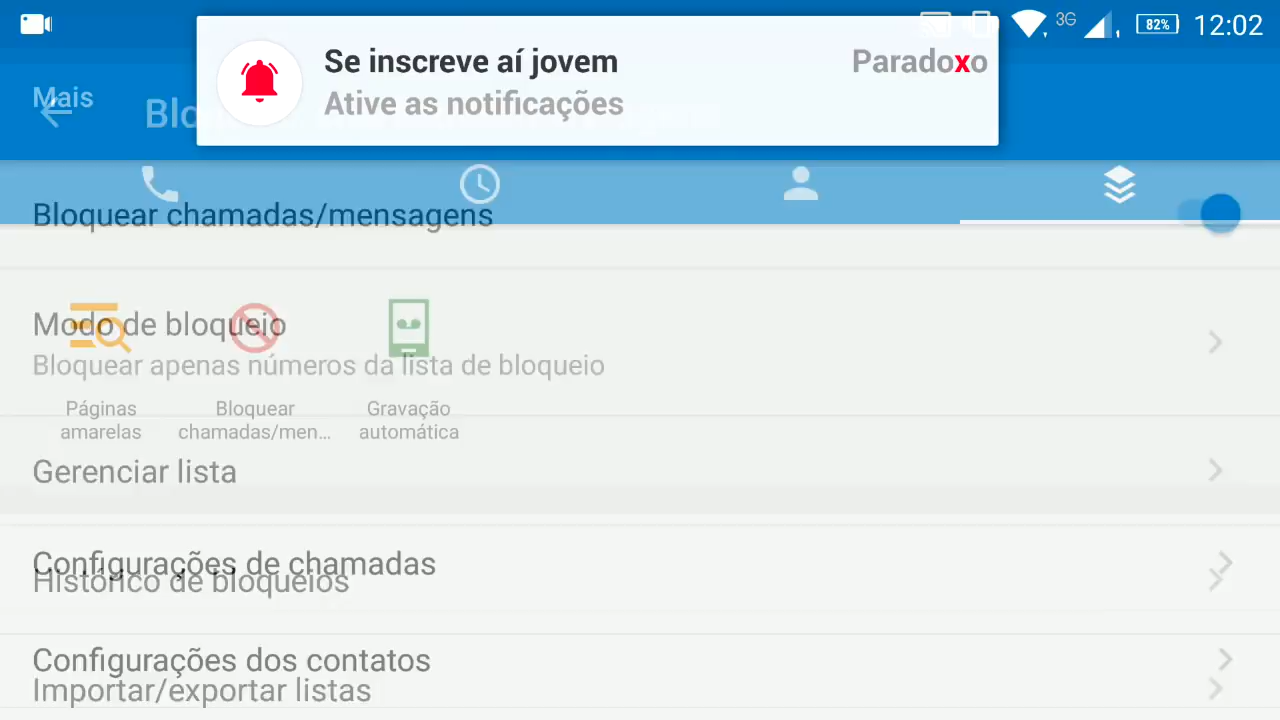 3G 82% 12:02
Se inscreve aí jovem
Paradoxo
Ative as notificações
Mais
Bloquear chamadas/mensagens
Modo de bloqueio
Bloquear apenas números da lista de bloqueio
Páginas
amarelas
Bloquear
chamadas/men...
Gravação
automática
Gerenciar lista
Configurações de chamadas
Histórico de bloqueios
Configurações dos contatos
Importar/exportar listas